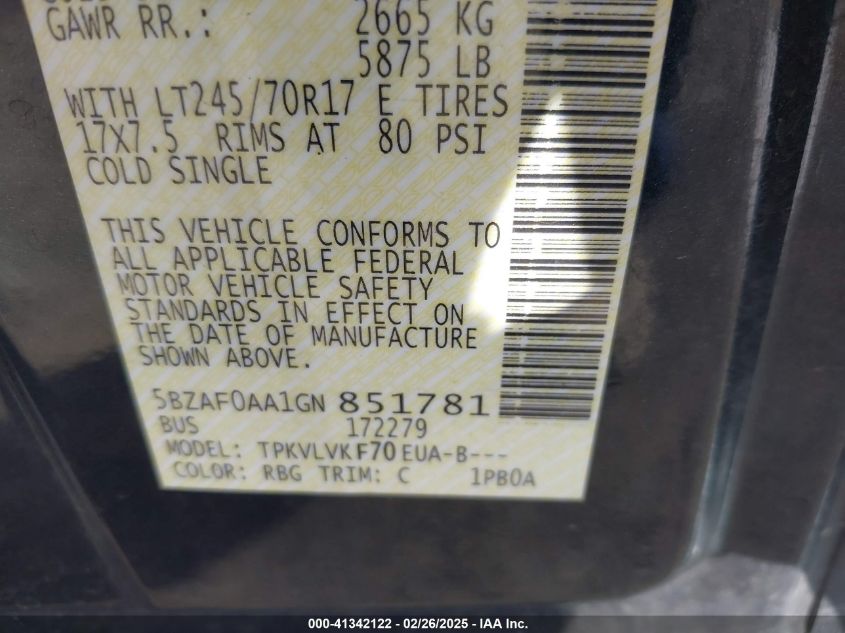 GAWR RR.: 2665 KG
5875 LB
WITH LT245/70R17 E TIRES
17X7.5 RIMS AT 80 PSI
COLD SINGLE
THIS VEHICLE CONFORMS TO
ALL APPLICABLE FEDERAL
MOTOR VEHICLE SAFETY
STANDARDS IN EFFECT ON
THE DATE OF MANUFACTURE
SHOWN ABOVE.
5BZAF0AA1GN 851781
BUS 172279
MODEL: TPKVLVKF70EUA-B---
COLOR: RBG TRIM: C 1PB0A
000-41342122 -- 02/26/2025 -- IAA Inc.